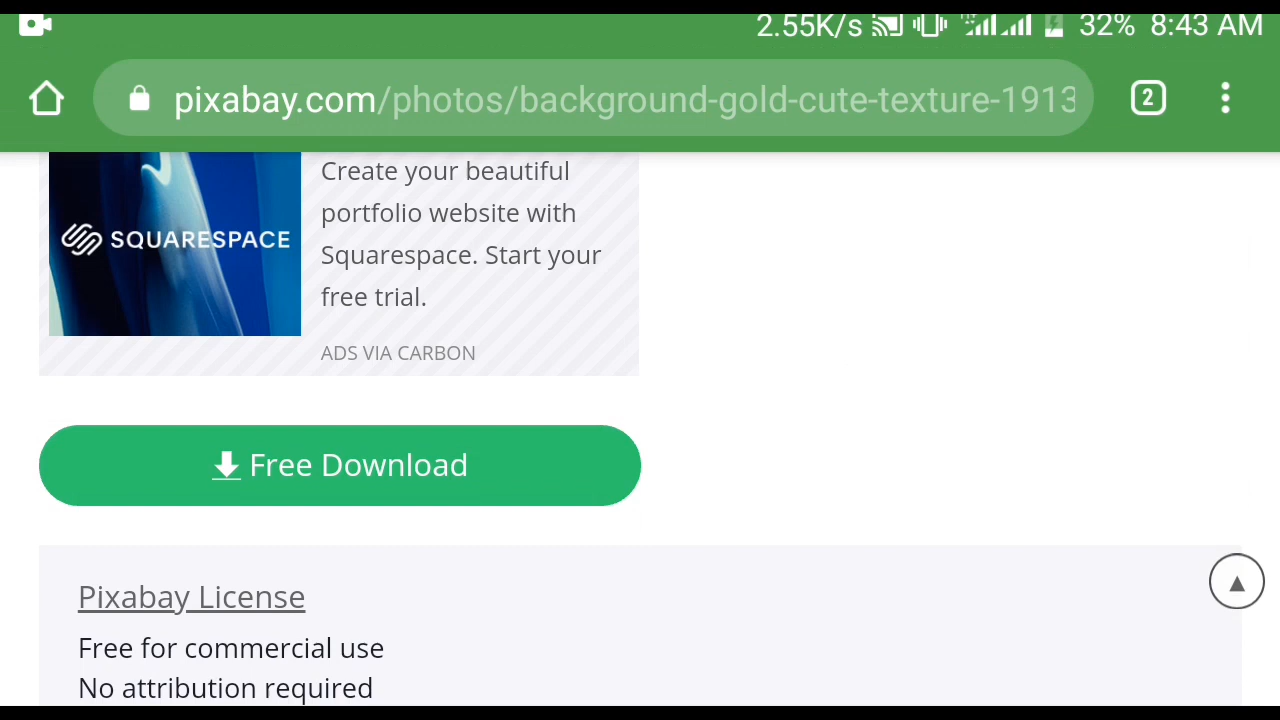 2.55K/s 32% 8:43 AM
pixabay.com/photos/background-gold-cute-texture-1913
2
Create your beautiful
portfolio website with
Squarespace. Start your
free trial.
SQUARESPACE
ADS VIA CARBON
Free Download
Pixabay License
Free for commercial use
No attribution required